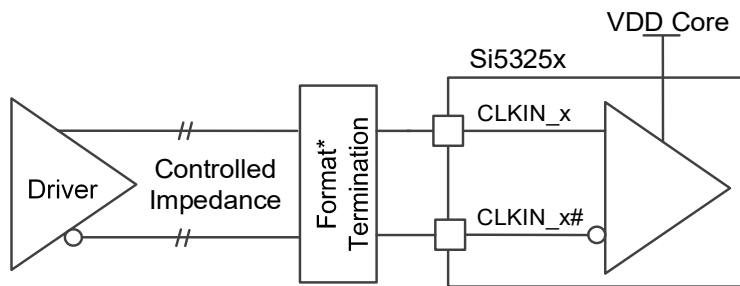 VDD Core
Si5325x
CLKIN_x
Driver
Controlled
Impedance
Format*
Termination
CLKIN_x#